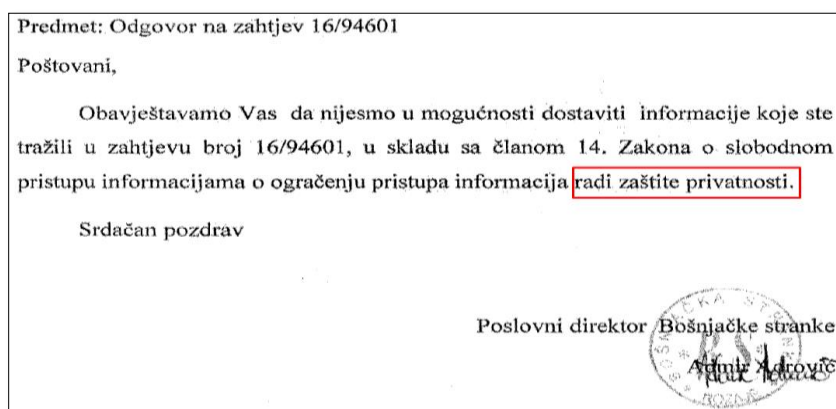 Predmet: Odgovor na zahtjev 16/94601
Poštovani,
Obavještavamo Vas da nijesmo u mogućnosti dostaviti informacije koje ste
tražili u zahtjevu broj 16/94601, u skladu sa članom 14. Zakona o slobodnom
pristupu informacijama o ogračenju pristupa informacija radi zaštite privatnosti.
Srdačan pozdrav
Poslovni direktor Bošnjačke stranke
Admir Adrović